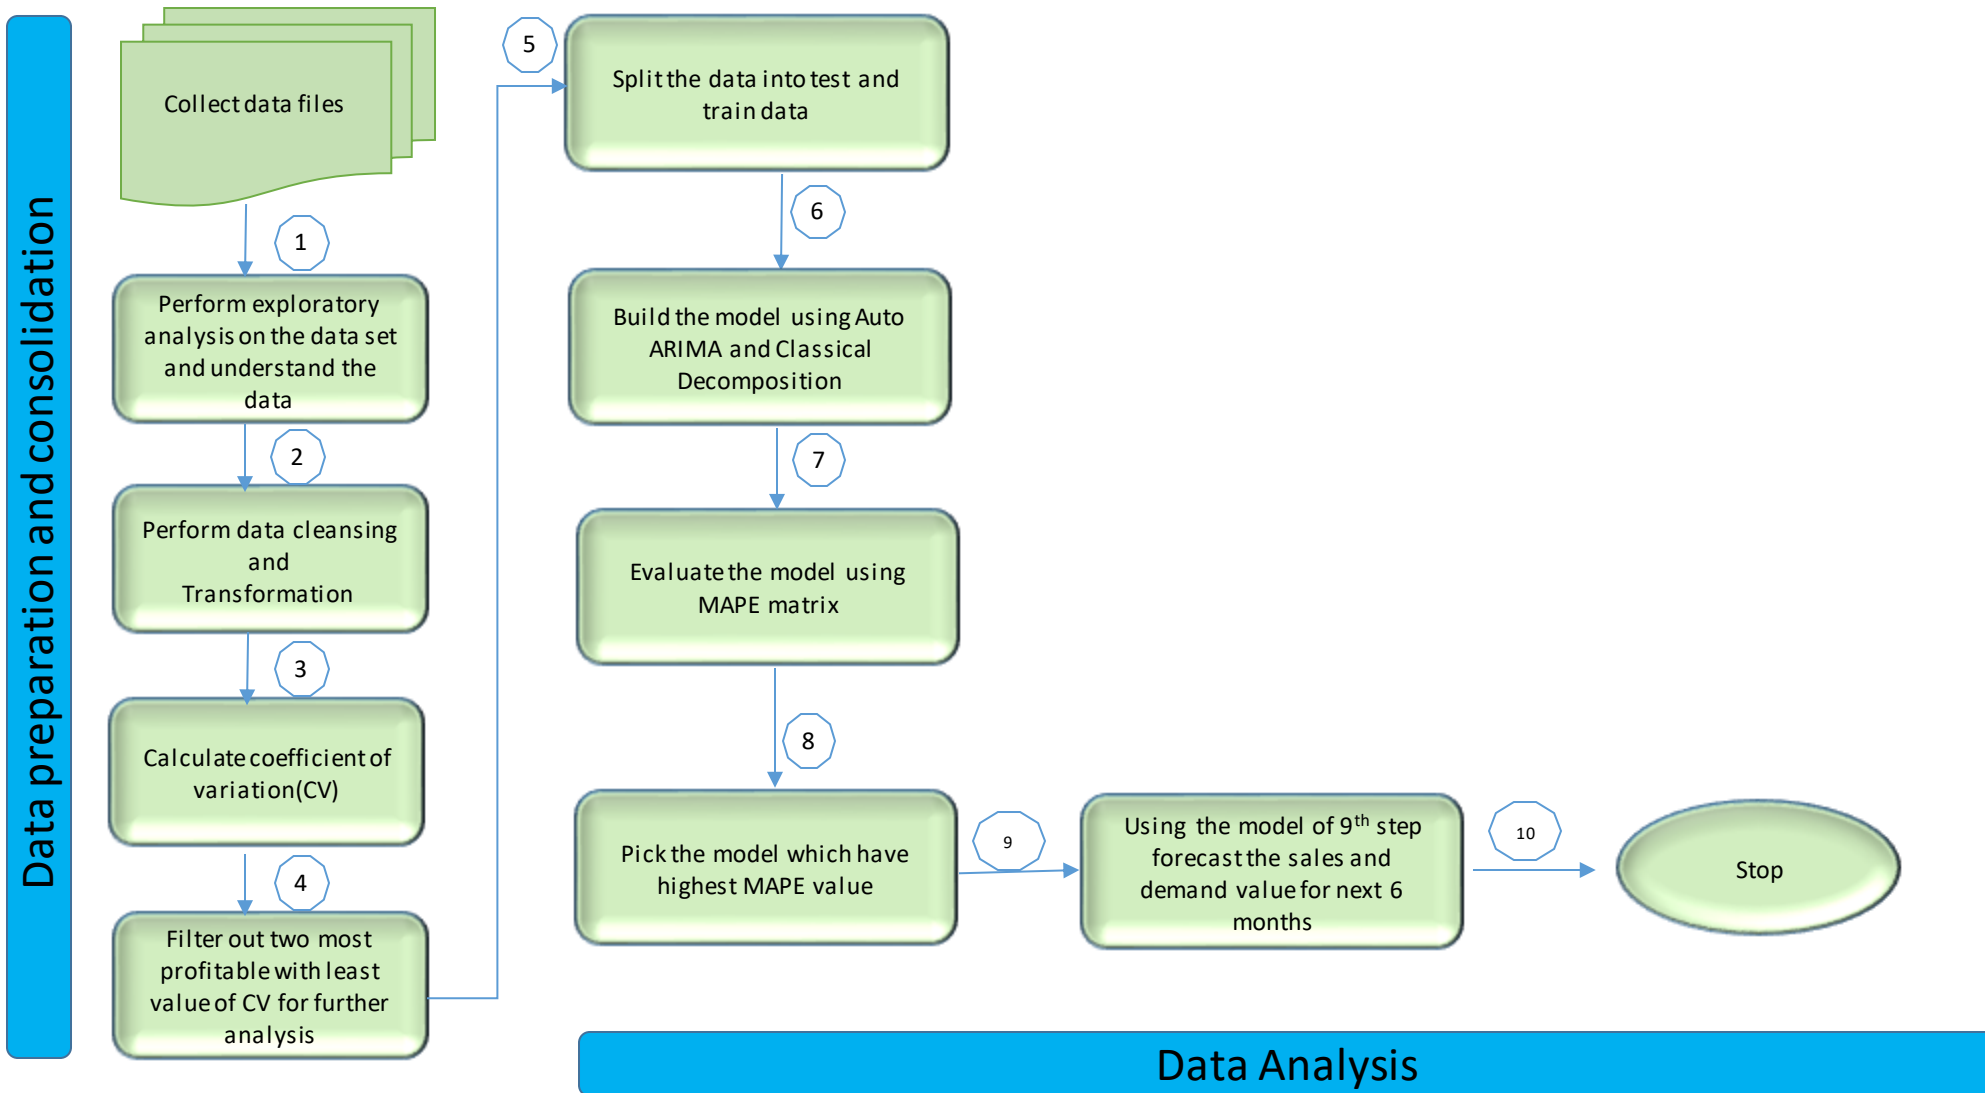 Data preparation and consolidation
Collect data files
1
Perform exploratory
analysis on the data set
and understand the
data
2
Perform data cleansing
and
Transformation
3
Calculate coefficient of
variation(CV)
4
Filter out two most
profitable with least
value of CV for further
analysis
5
Split the data into test and
train data
6
Build the model using Auto
ARIMA and Classical
Decomposition
7
Evaluate the model using
MAPE matrix
8
Pick the model which have
highest MAPE value
9
Using the model of 9th step
forecast the sales and
demand value for next 6
months
10
Stop
Data Analysis